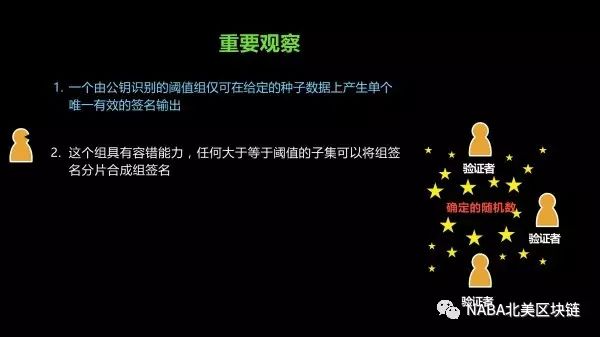 重要观察
1. 一个由公钥识别的阈值组仅可在给定的种子数据上产生单个
唯一有效的签名输出
2. 这个组具有容错能力，任何大于等于阈值的子集可以将组签
名分片合成组签名
验证者
确定的随机数
验证者
验证者
NABA北美区块链